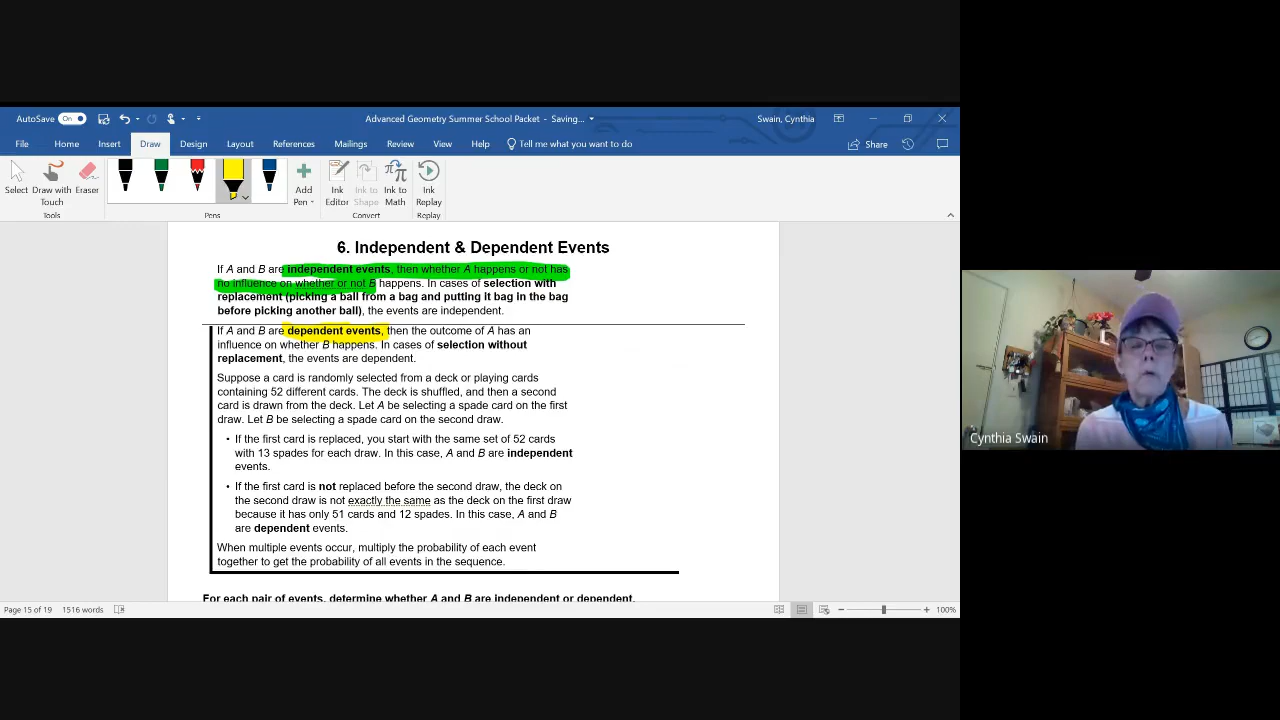 AutoSave On Advanced Geometry Summer School Packet - Saving... Swain, Cynthia
File Home Insert Draw Design Layout References Mailings Review View Help Tell me what you want to do Share
Select Draw with Touch Eraser Add Pen Ink Editor Ink to Shape Ink to Math Ink Replay
Tools Pens Convert Replay
6. Independent & Dependent Events
If A and B are independent events, then whether A happens or not has
no influence on whether or not B happens. In cases of selection with
replacement (picking a ball from a bag and putting it bag in the bag
before picking another ball), the events are independent.
If A and B are dependent events, then the outcome of A has an
influence on whether B happens. In cases of selection without
replacement, the events are dependent.
Suppose a card is randomly selected from a deck or playing cards
containing 52 different cards. The deck is shuffled, and then a second
card is drawn from the deck. Let A be selecting a spade card on the first
draw. Let B be selecting a spade card on the second draw.
• If the first card is replaced, you start with the same set of 52 cards
with 13 spades for each draw. In this case, A and B are independent
events.
• If the first card is not replaced before the second draw, the deck on
the second draw is not exactly the same as the deck on the first draw
because it has only 51 cards and 12 spades. In this case, A and B
are dependent events.
When multiple events occur, multiply the probability of each event
together to get the probability of all events in the sequence.
For each pair of events, determine whether A and B are independent or dependent.
Page 15 of 19 1516 words 100%
Cynthia Swain